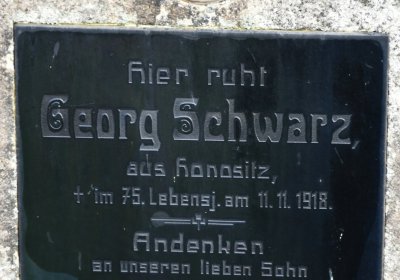 Hier ruht
Georg Schwarz,
aus Honositz,
† im 75. Lebensj. am 11. 11. 1918.
Andenken
an unseren lieben Sohn